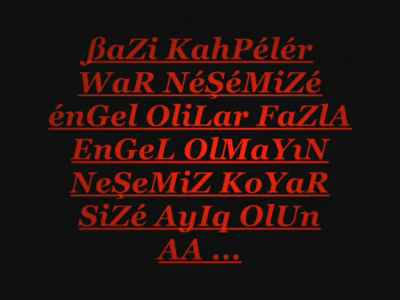 ßaZi KahPélér
WaR NéŞéMiZé
énGel OliLar FaZlA
EnGeL OlMaYıN
NeŞeMiZ KoYaR
SiZé AyIq OlUn
AA ...